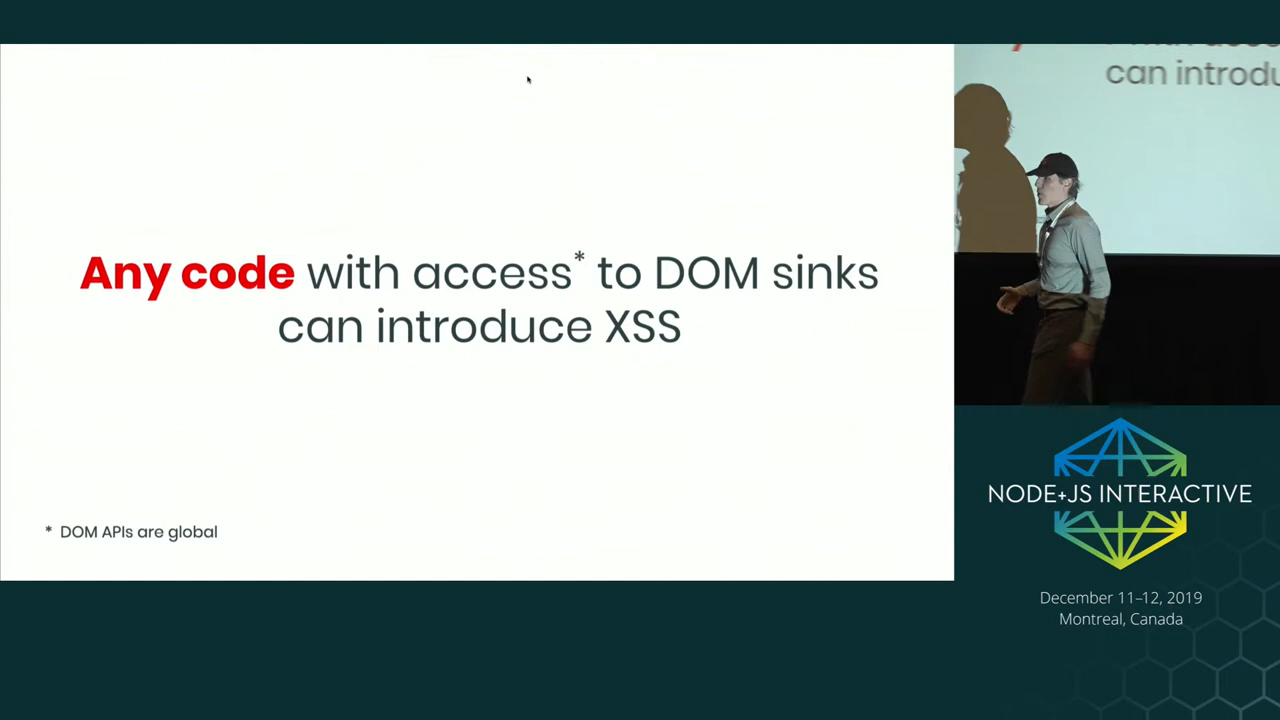 Any code with access* to DOM sinks
can introduce XSS
* DOM APIs are global
can introdu
NODE+JS INTERACTIVE
December 11–12, 2019
Montreal, Canada